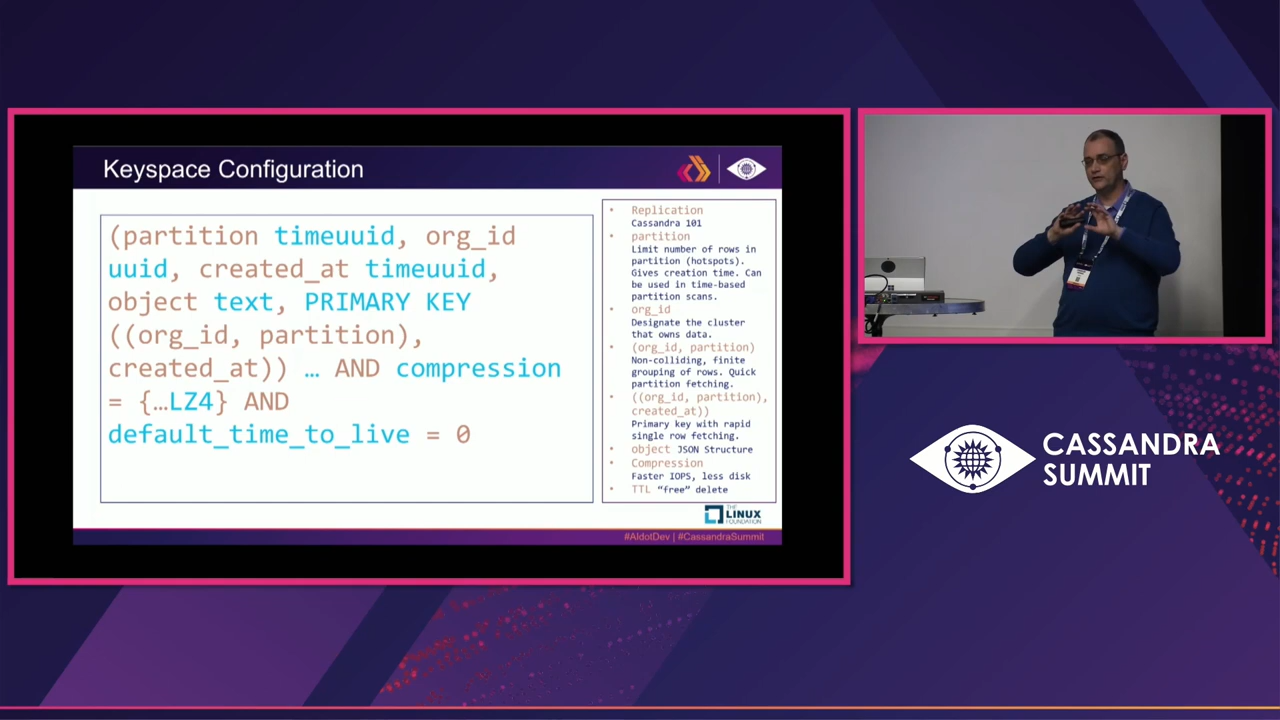 Keyspace Configuration
(partition timeuuid, org_id
uuid, created_at timeuuid,
object text, PRIMARY KEY
((org_id, partition),
created_at)) … AND compression
= {…LZ4} AND
default_time_to_live = 0
• Replication
Cassandra 101
• partition
Limit number of rows in
partition (hotspots).
Gives creation time. Can
be used in time-based
partition scans.
• org_id
Designate the cluster
that owns data.
• (org_id, partition)
Non-colliding, finite
grouping of rows. Quick
partition fetching.
• ((org_id, partition),
created_at))
Primary key with rapid
single row fetching.
• object JSON Structure
• Compression
Faster IOPS, less disk
• TTL “free” delete
THE
LINUX
FOUNDATION
#AIdotDev | #CassandraSummit
CASSANDRA
SUMMIT